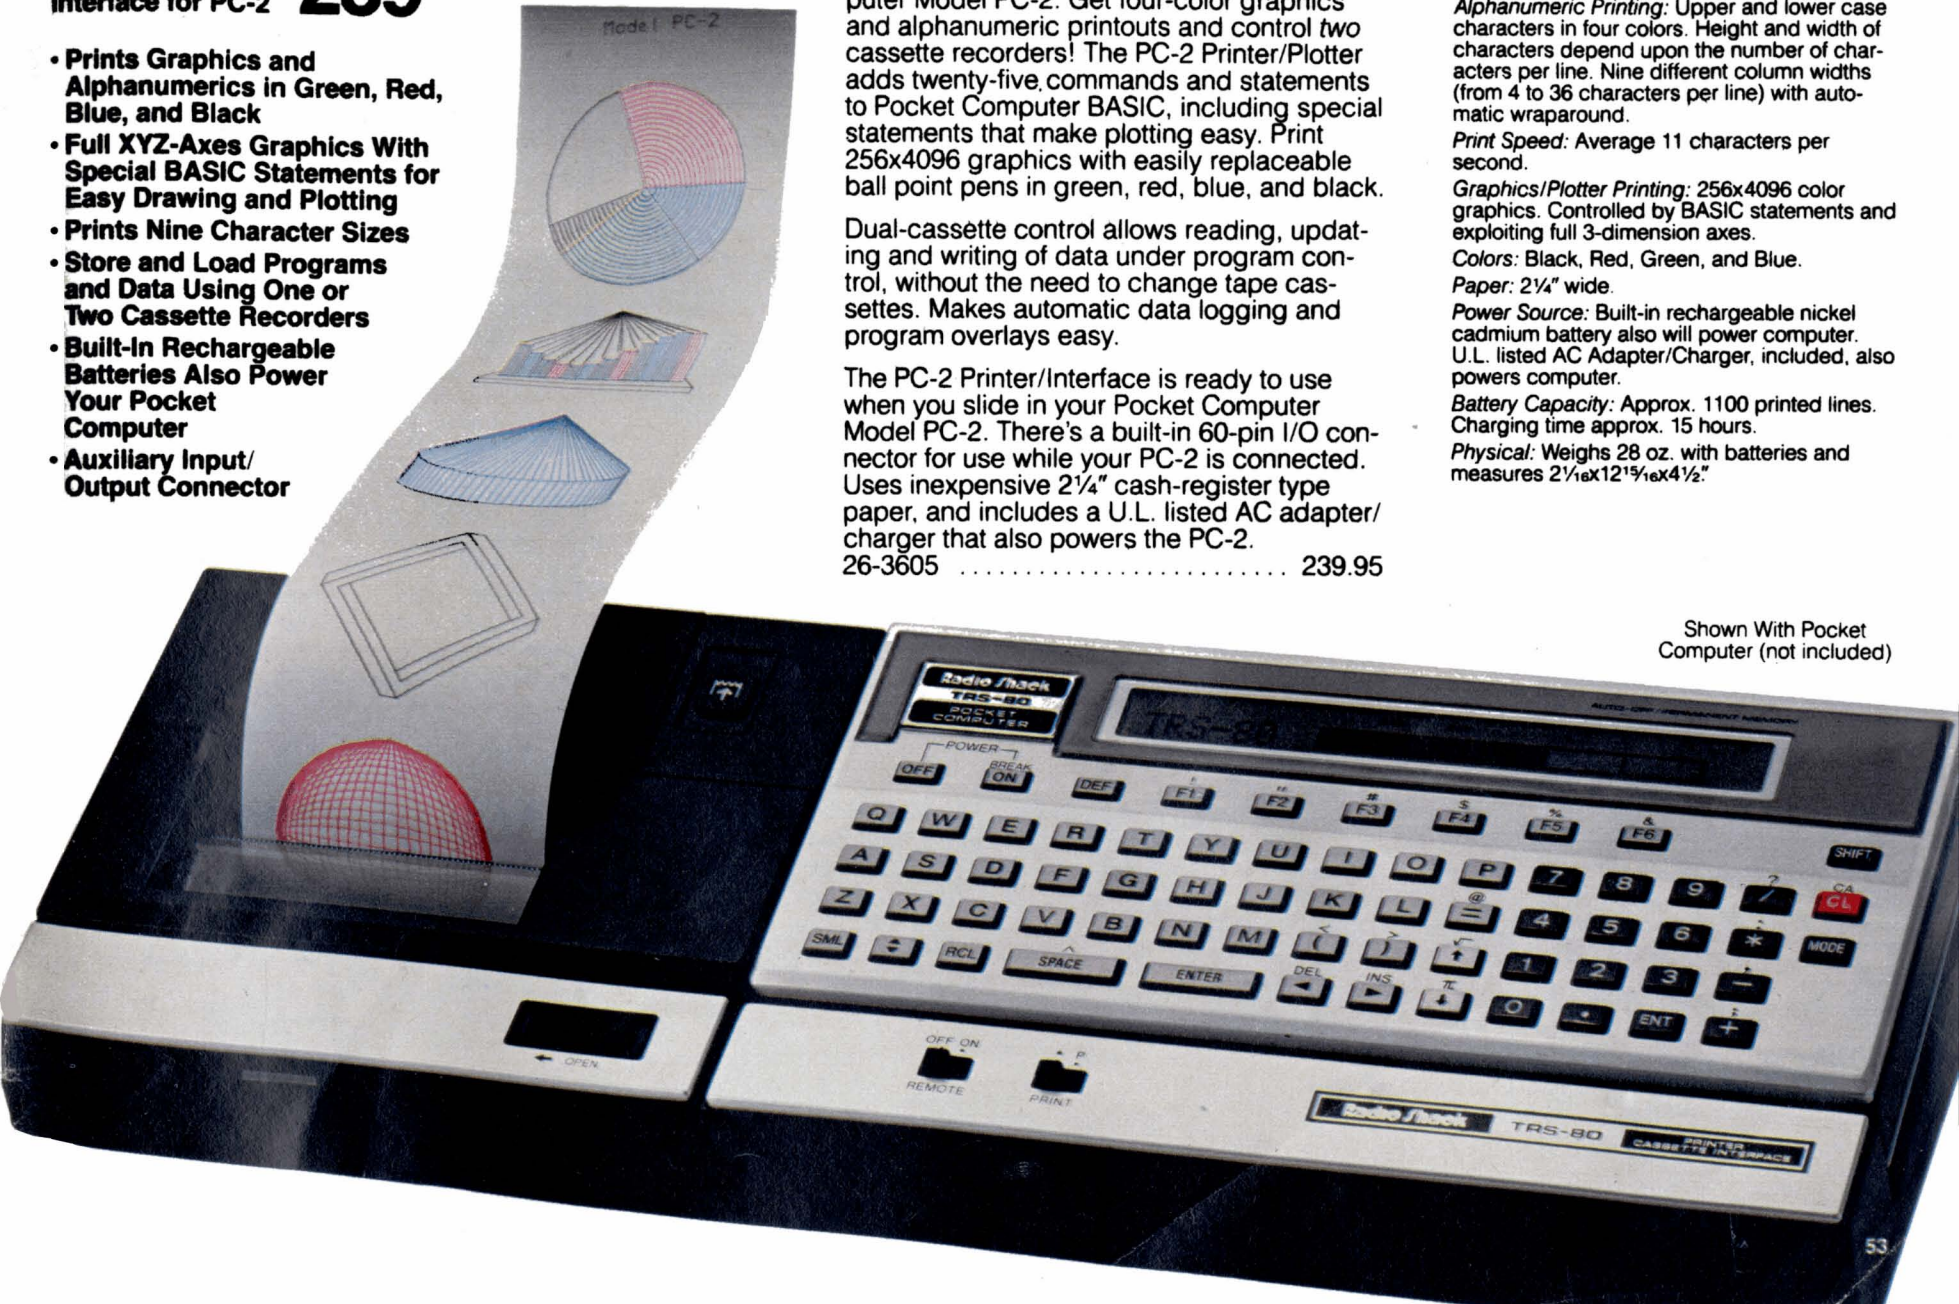 Interface for PC-2 239
• Prints Graphics and
Alphanumerics in Green, Red,
Blue, and Black
• Full XYZ-Axes Graphics With
Special BASIC Statements for
Easy Drawing and Plotting
• Prints Nine Character Sizes
• Store and Load Programs
and Data Using One or
Two Cassette Recorders
• Built-In Rechargeable
Batteries Also Power
Your Pocket
Computer
• Auxiliary Input/
Output Connector
Model PC-2
puter Model PC-2. Get four-color graphics
and alphanumeric printouts and control two
cassette recorders! The PC-2 Printer/Plotter
adds twenty-five commands and statements
to Pocket Computer BASIC, including special
statements that make plotting easy. Print
256x4096 graphics with easily replaceable
ball point pens in green, red, blue, and black.
Dual-cassette control allows reading, updat-
ing and writing of data under program con-
trol, without the need to change tape cas-
settes. Makes automatic data logging and
program overlays easy.
The PC-2 Printer/Interface is ready to use
when you slide in your Pocket Computer
Model PC-2. There's a built-in 60-pin I/O con-
nector for use while your PC-2 is connected.
Uses inexpensive 2¼" cash-register type
paper, and includes a U.L. listed AC adapter/
charger that also powers the PC-2.
26-3605 ......................... 239.95
Alphanumeric Printing: Upper and lower case
characters in four colors. Height and width of
characters depend upon the number of char-
acters per line. Nine different column widths
(from 4 to 36 characters per line) with auto-
matic wraparound.
Print Speed: Average 11 characters per
second.
Graphics/Plotter Printing: 256x4096 color
graphics. Controlled by BASIC statements and
exploiting full 3-dimension axes.
Colors: Black, Red, Green, and Blue.
Paper: 2¼" wide.
Power Source: Built-in rechargeable nickel
cadmium battery also will power computer.
U.L. listed AC Adapter/Charger, included, also
powers computer.
Battery Capacity: Approx. 1100 printed lines.
Charging time approx. 15 hours.
Physical: Weighs 28 oz. with batteries and
measures 2¹⁄₁₆x12¹⁵⁄₁₆x4½."
Shown With Pocket
Computer (not included)
Radio Shack
TRS-80
POCKET
COMPUTER
TRS-80
AUTO-OFF/PERMANENT MEMORY
POWER
BREAK
OFF ON DEF F1 F2 F3 F4 F5 F6
! " # $ % &
SHIFT
Q W E R T Y U I O P 7 8 9 /
? CA
CL
A S D F G H J K L = 4 5 6 *
@
MODE
Z X C V B N M ( ) ↑ 1 2 3 -
< > √
SML ⬍ RCL SPACE ENTER ◄ ► ↓ 0 . ENT +
^ DEL INS π
← OPEN
OFF ON
REMOTE
P
PRINT
Radio Shack TRS-80 PRINTER
CASSETTE INTERFACE
53